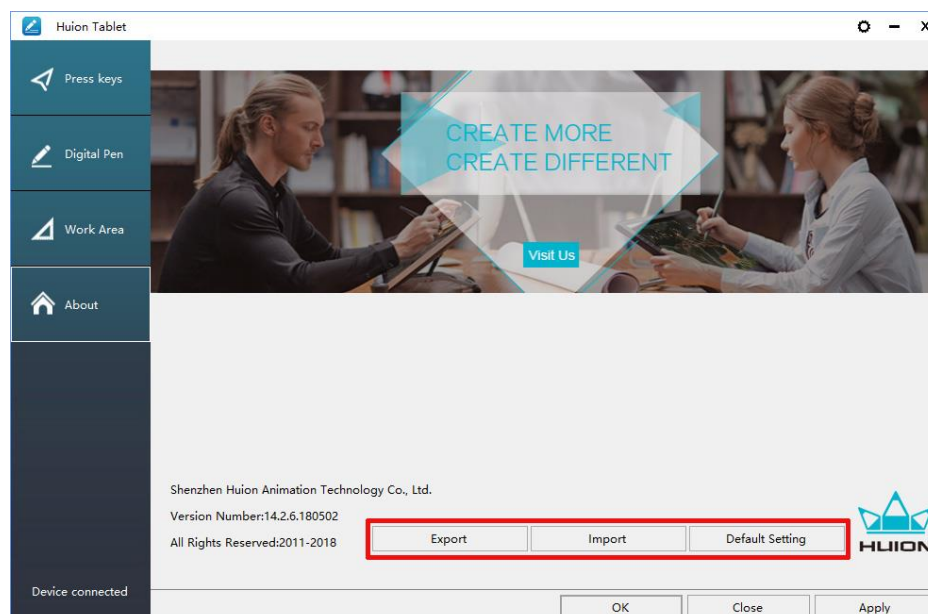 Huion Tablet
Press keys
Digital Pen
Work Area
About
CREATE MORE
CREATE DIFFERENT
Visit Us
Shenzhen Huion Animation Technology Co., Ltd.
Version Number:14.2.6.180502
All Rights Reserved:2011-2018
Export Import Default Setting
HUION
Device connected
OK Close Apply